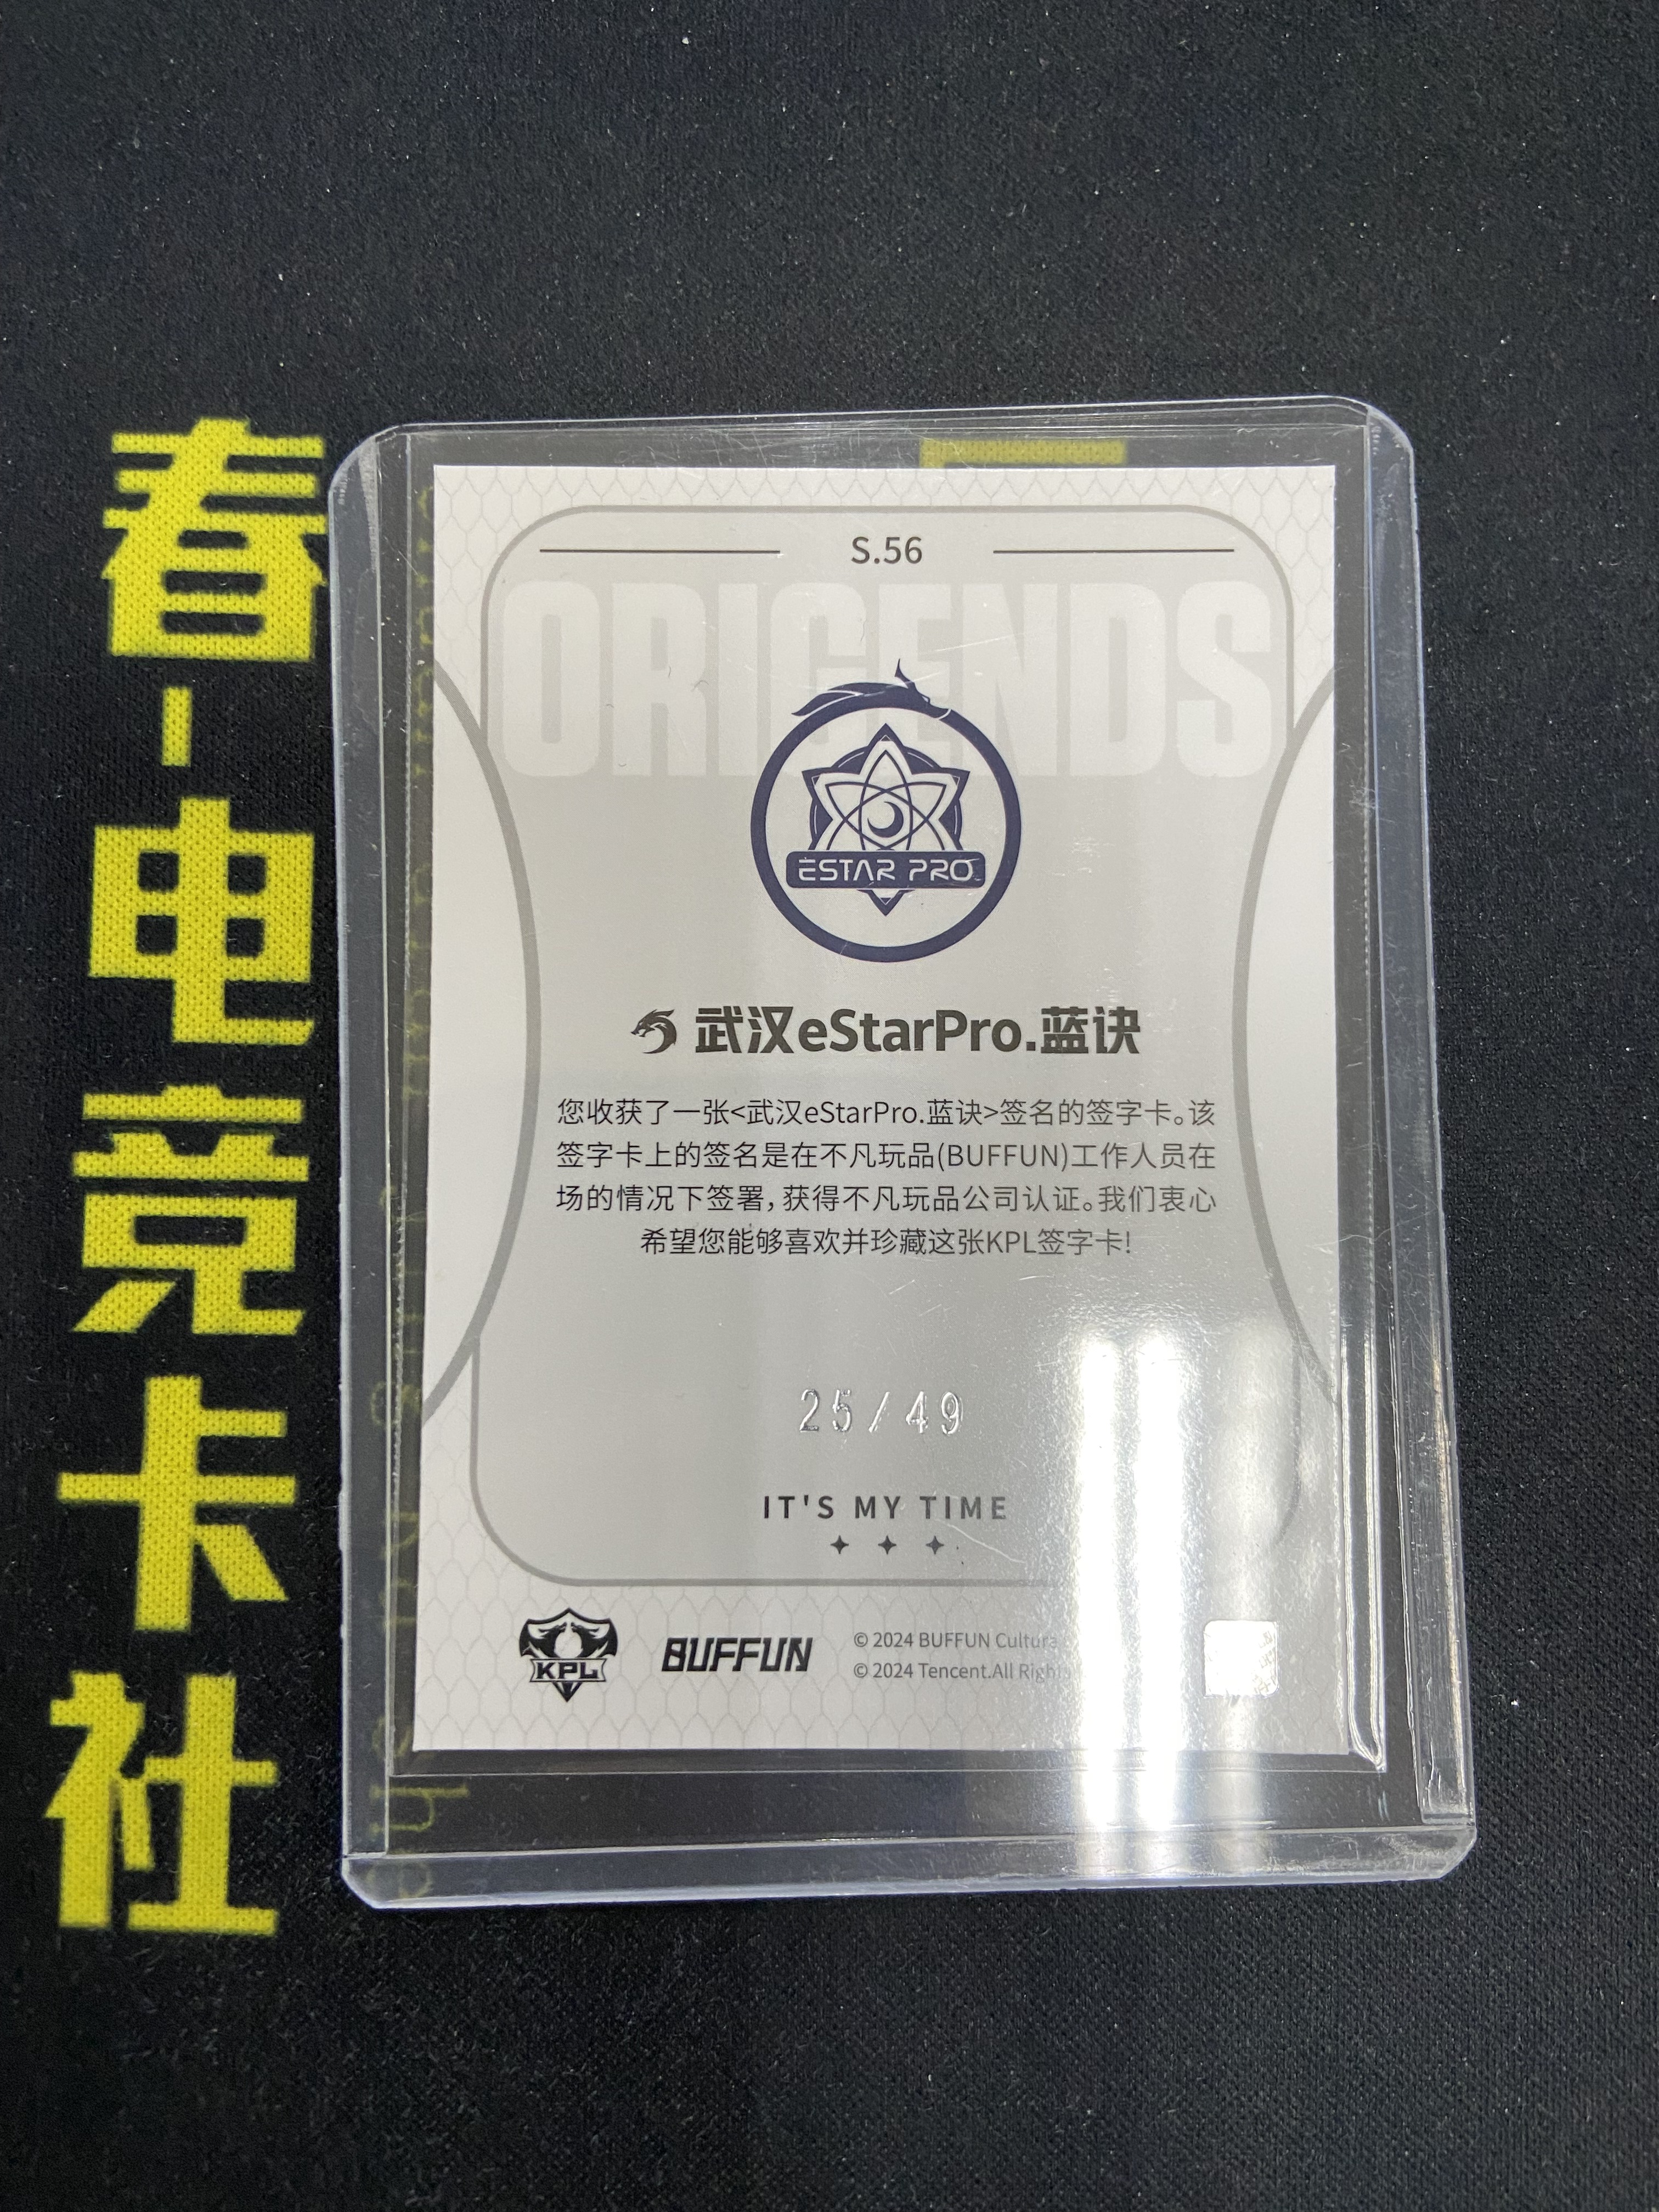 春-电竞卡社
S.56
ORIGENDS
ESTAR PRO
武汉eStarPro.蓝诀
您收获了一张<武汉eStarPro.蓝诀>签名的签字卡。该
签字卡上的签名是在不凡玩品(BUFFUN)工作人员在
场的情况下签署,获得不凡玩品公司认证。我们衷心
希望您能够喜欢并珍藏这张KPL签字卡!
25/49
IT'S MY TIME
KPL
BUFFUN
© 2024 BUFFUN
© 2024 Tencent.All